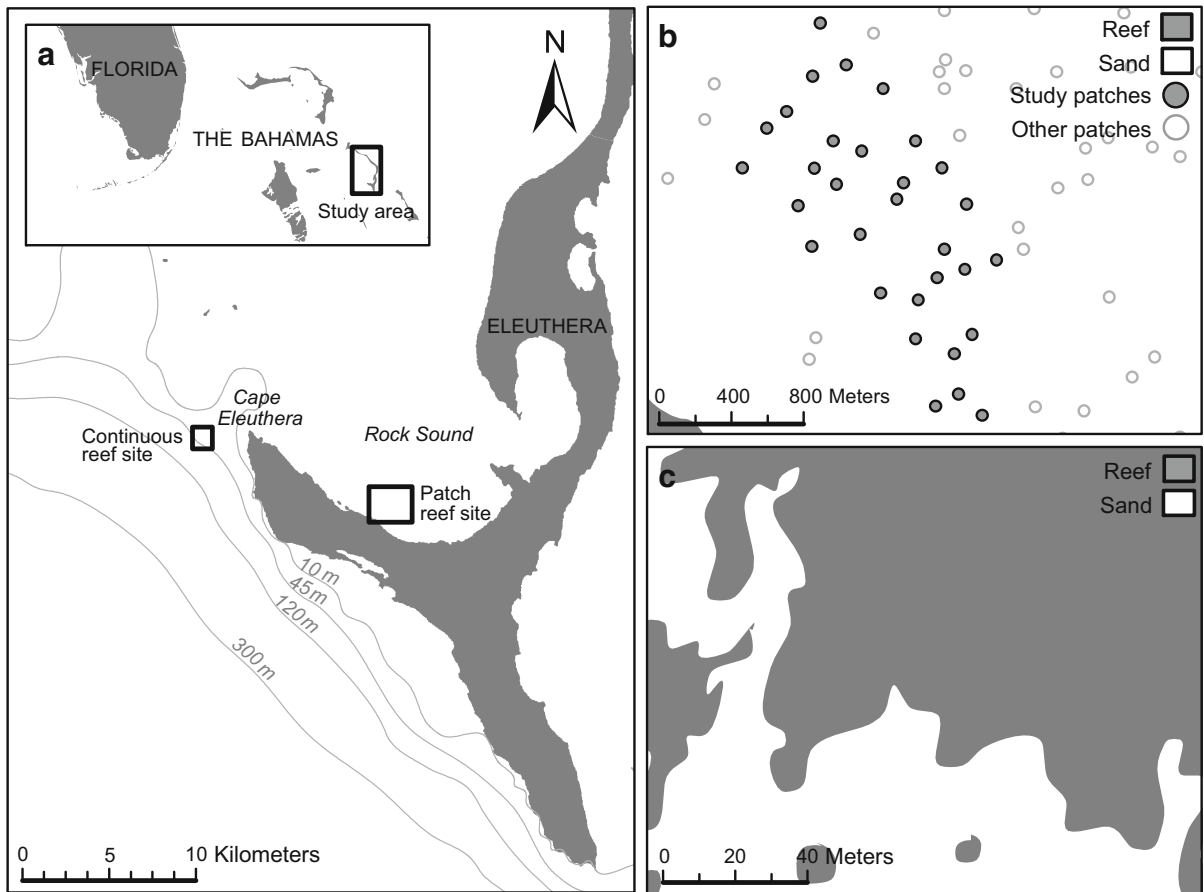 a
FLORIDA
THE BAHAMAS
Study area
N
ELEUTHERA
Cape
Eleuthera
Continuous
reef site
Rock Sound
Patch
reef site
10 m
45 m
120 m
300 m
0 5 10 Kilometers
b
Reef
Sand
Study patches
Other patches
0 400 800 Meters
c
Reef
Sand
0 20 40 Meters